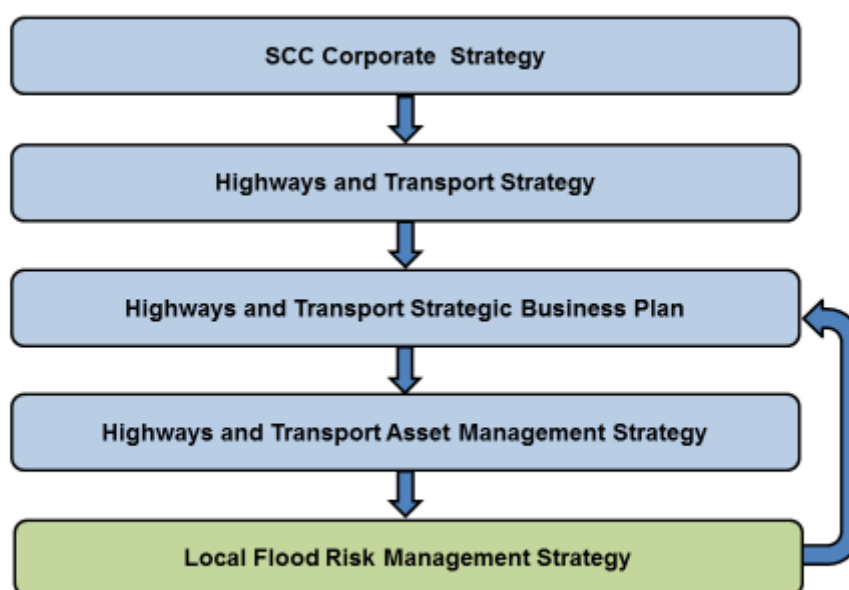 SCC Corporate Strategy
Highways and Transport Strategy
Highways and Transport Strategic Business Plan
Highways and Transport Asset Management Strategy
Local Flood Risk Management Strategy